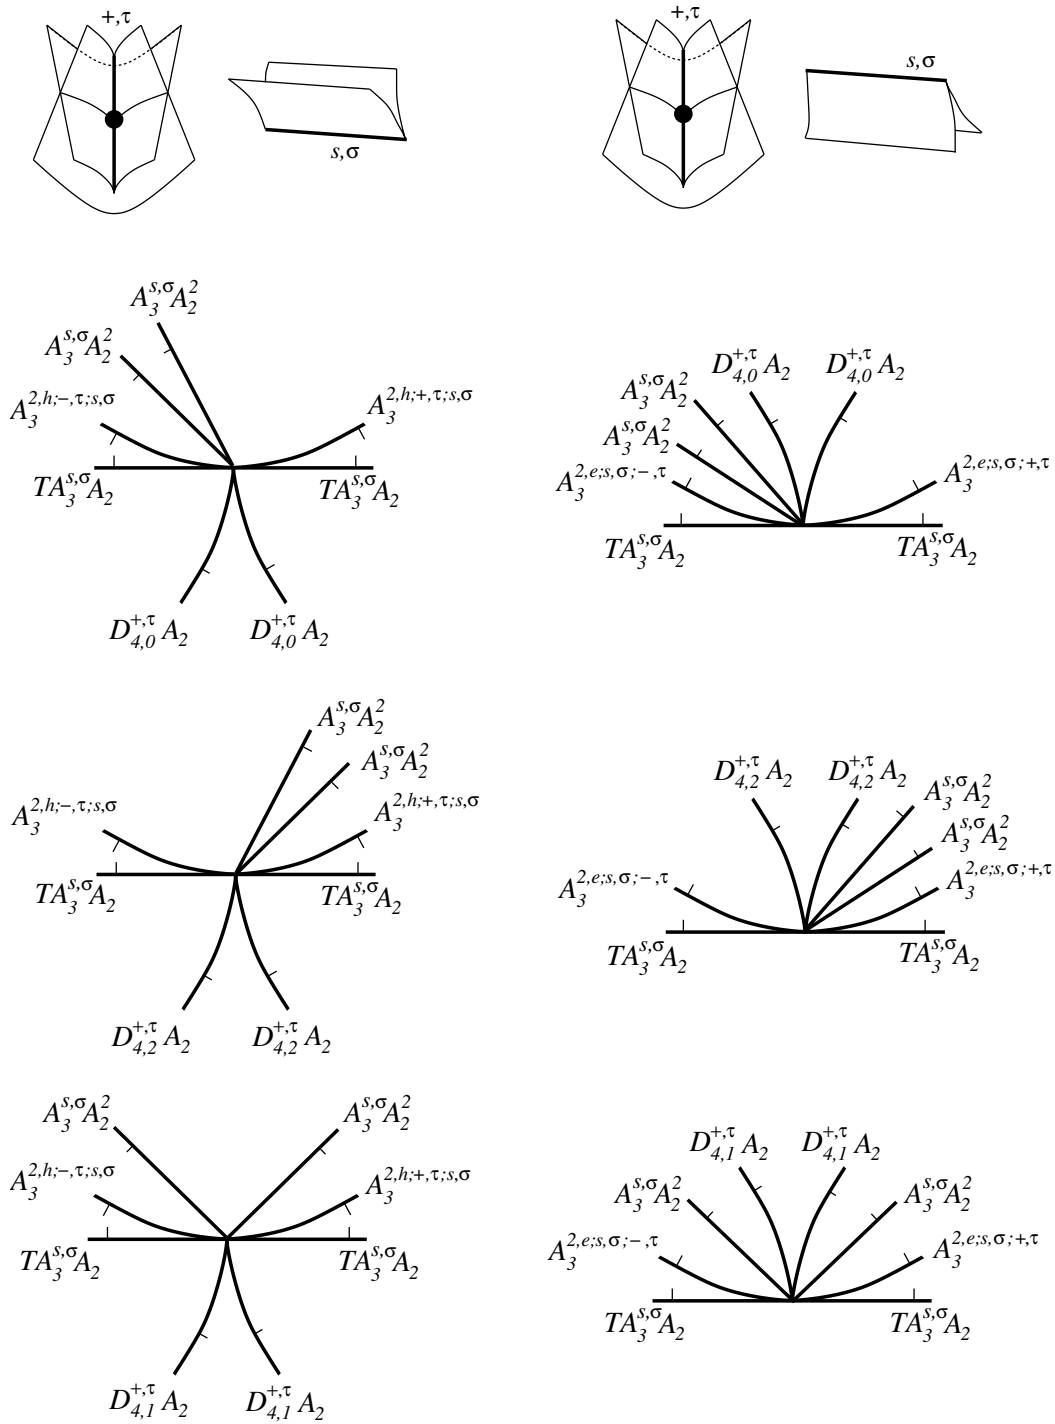 +,τ
+,τ
s,σ
s,σ
A_3^{s,σ}A_2^2
A_3^{s,σ}A_2^2
A_3^{2,h;−,τ;s,σ}
A_3^{2,h;+,τ;s,σ}
TA_3^{s,σ}A_2
TA_3^{s,σ}A_2
D_{4,0}^{+,τ}A_2
D_{4,0}^{+,τ}A_2
D_{4,0}^{+,τ}A_2
D_{4,0}^{+,τ}A_2
A_3^{s,σ}A_2^2
A_3^{s,σ}A_2^2
A_3^{2,e;s,σ;−,τ}
A_3^{2,e;s,σ;+,τ}
TA_3^{s,σ}A_2
TA_3^{s,σ}A_2
A_3^{s,σ}A_2^2
A_3^{s,σ}A_2^2
A_3^{2,h;−,τ;s,σ}
A_3^{2,h;+,τ;s,σ}
TA_3^{s,σ}A_2
TA_3^{s,σ}A_2
D_{4,2}^{+,τ}A_2
D_{4,2}^{+,τ}A_2
D_{4,2}^{+,τ}A_2
D_{4,2}^{+,τ}A_2
A_3^{s,σ}A_2^2
A_3^{s,σ}A_2^2
A_3^{2,e;s,σ;−,τ}
A_3^{2,e;s,σ;+,τ}
TA_3^{s,σ}A_2
TA_3^{s,σ}A_2
A_3^{s,σ}A_2^2
A_3^{s,σ}A_2^2
A_3^{2,h;−,τ;s,σ}
A_3^{2,h;+,τ;s,σ}
TA_3^{s,σ}A_2
TA_3^{s,σ}A_2
D_{4,1}^{+,τ}A_2
D_{4,1}^{+,τ}A_2
D_{4,1}^{+,τ}A_2
D_{4,1}^{+,τ}A_2
A_3^{s,σ}A_2^2
A_3^{s,σ}A_2^2
A_3^{2,e;s,σ;−,τ}
A_3^{2,e;s,σ;+,τ}
TA_3^{s,σ}A_2
TA_3^{s,σ}A_2